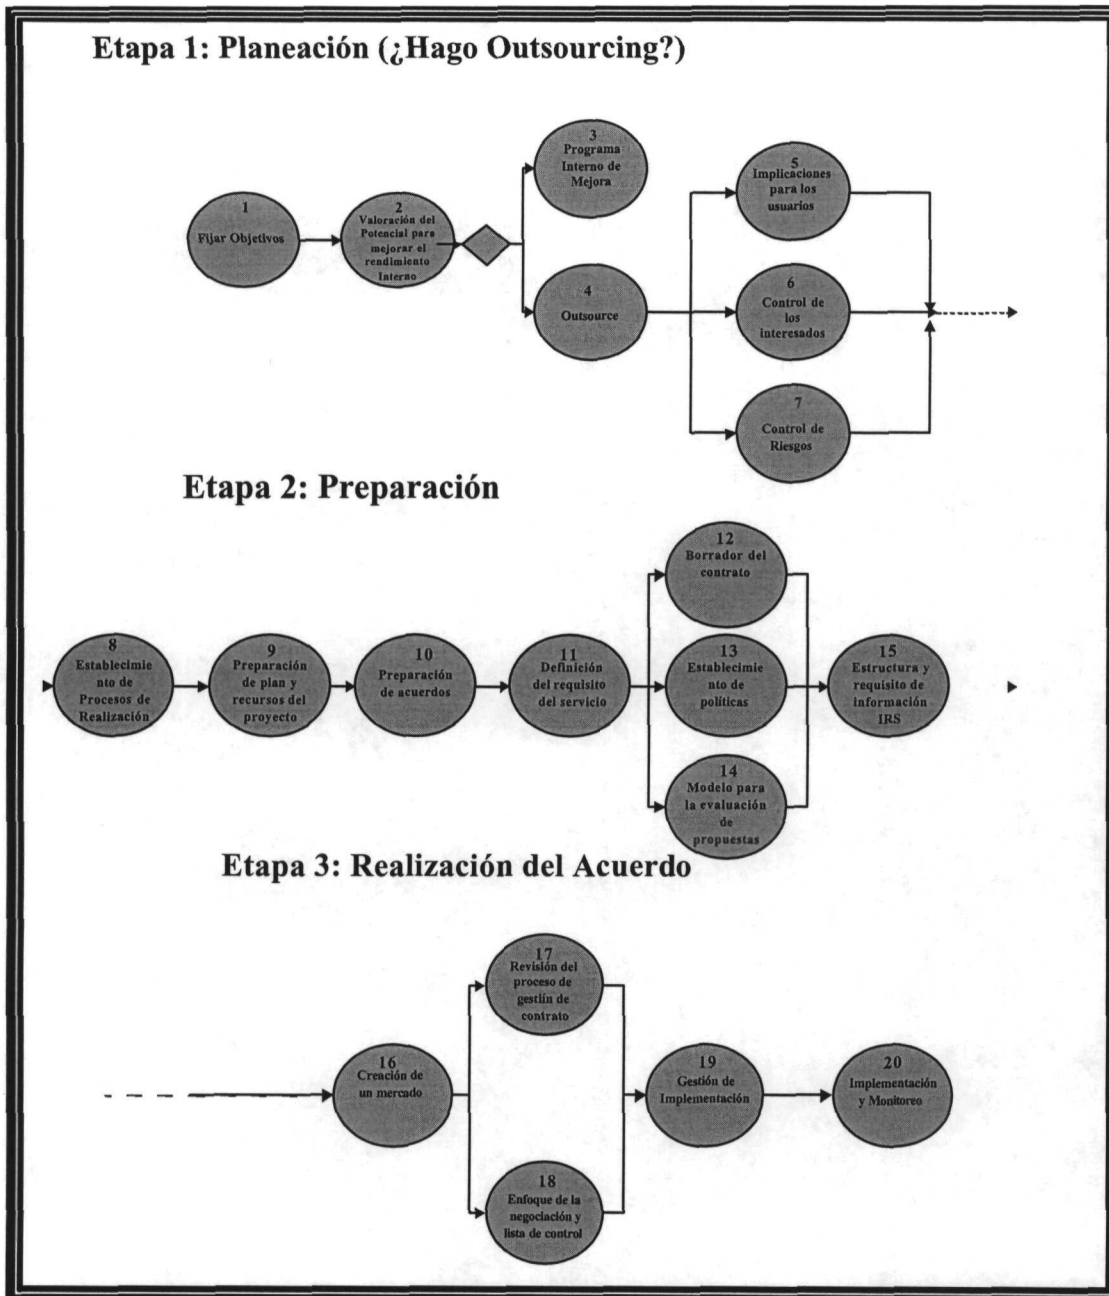 Etapa 1: Planeación (¿Hago Outsourcing?)
1
Fijar Objetivos
2
Valoración del
Potencial para
mejorar el
rendimiento
Interno
3
Programa
Interno de
Mejora
4
Outsource
5
Implicaciones
para los
usuarios
6
Control de
los
interesados
7
Control de
Riesgos
Etapa 2: Preparación
8
Establecimie
nto de
Procesos de
Realización
9
Preparación
de plan y
recursos del
proyecto
10
Preparación
de acuerdos
11
Definición
del requisito
del servicio
12
Borrador del
contrato
13
Establecimie
nto de
políticas
14
Modelo para
la evaluación
de
propuestas
15
Estructura y
requisito de
información
IRS
Etapa 3: Realización del Acuerdo
16
Creación de
un mercado
17
Revisión del
proceso de
gestiín de
contrato
18
Enfoque de la
negociación y
lista de control
19
Gestión de
Implementación
20
Implementación
y Monitoreo